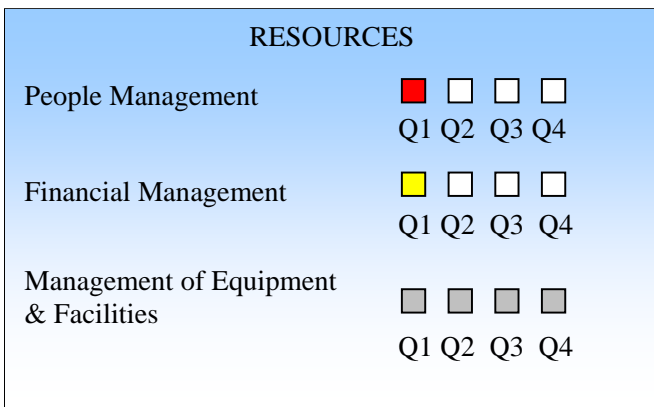 RESOURCES
People Management
Q1 Q2 Q3 Q4
Financial Management
Q1 Q2 Q3 Q4
Management of Equipment
& Facilities
Q1 Q2 Q3 Q4